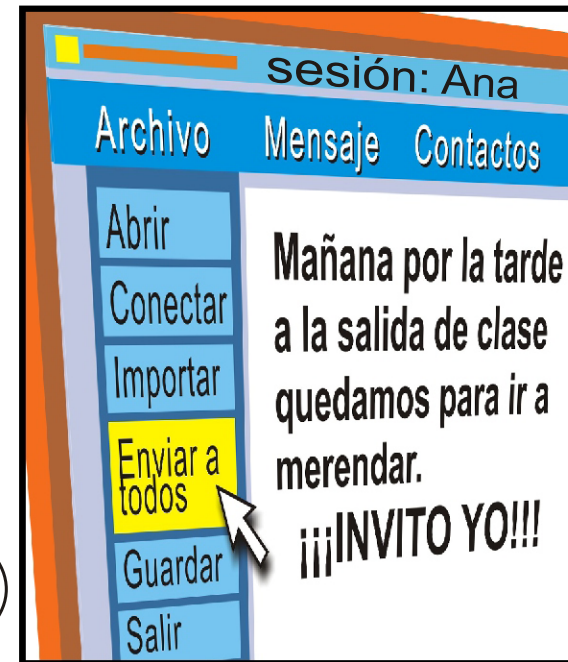 sesión: Ana
Archivo Mensaje Contactos
Abrir
Conectar
Importar
Enviar a
todos
Guardar
Salir
Mañana por la tarde
a la salida de clase
quedamos para ir a
merendar.
¡¡¡INVITO YO!!!